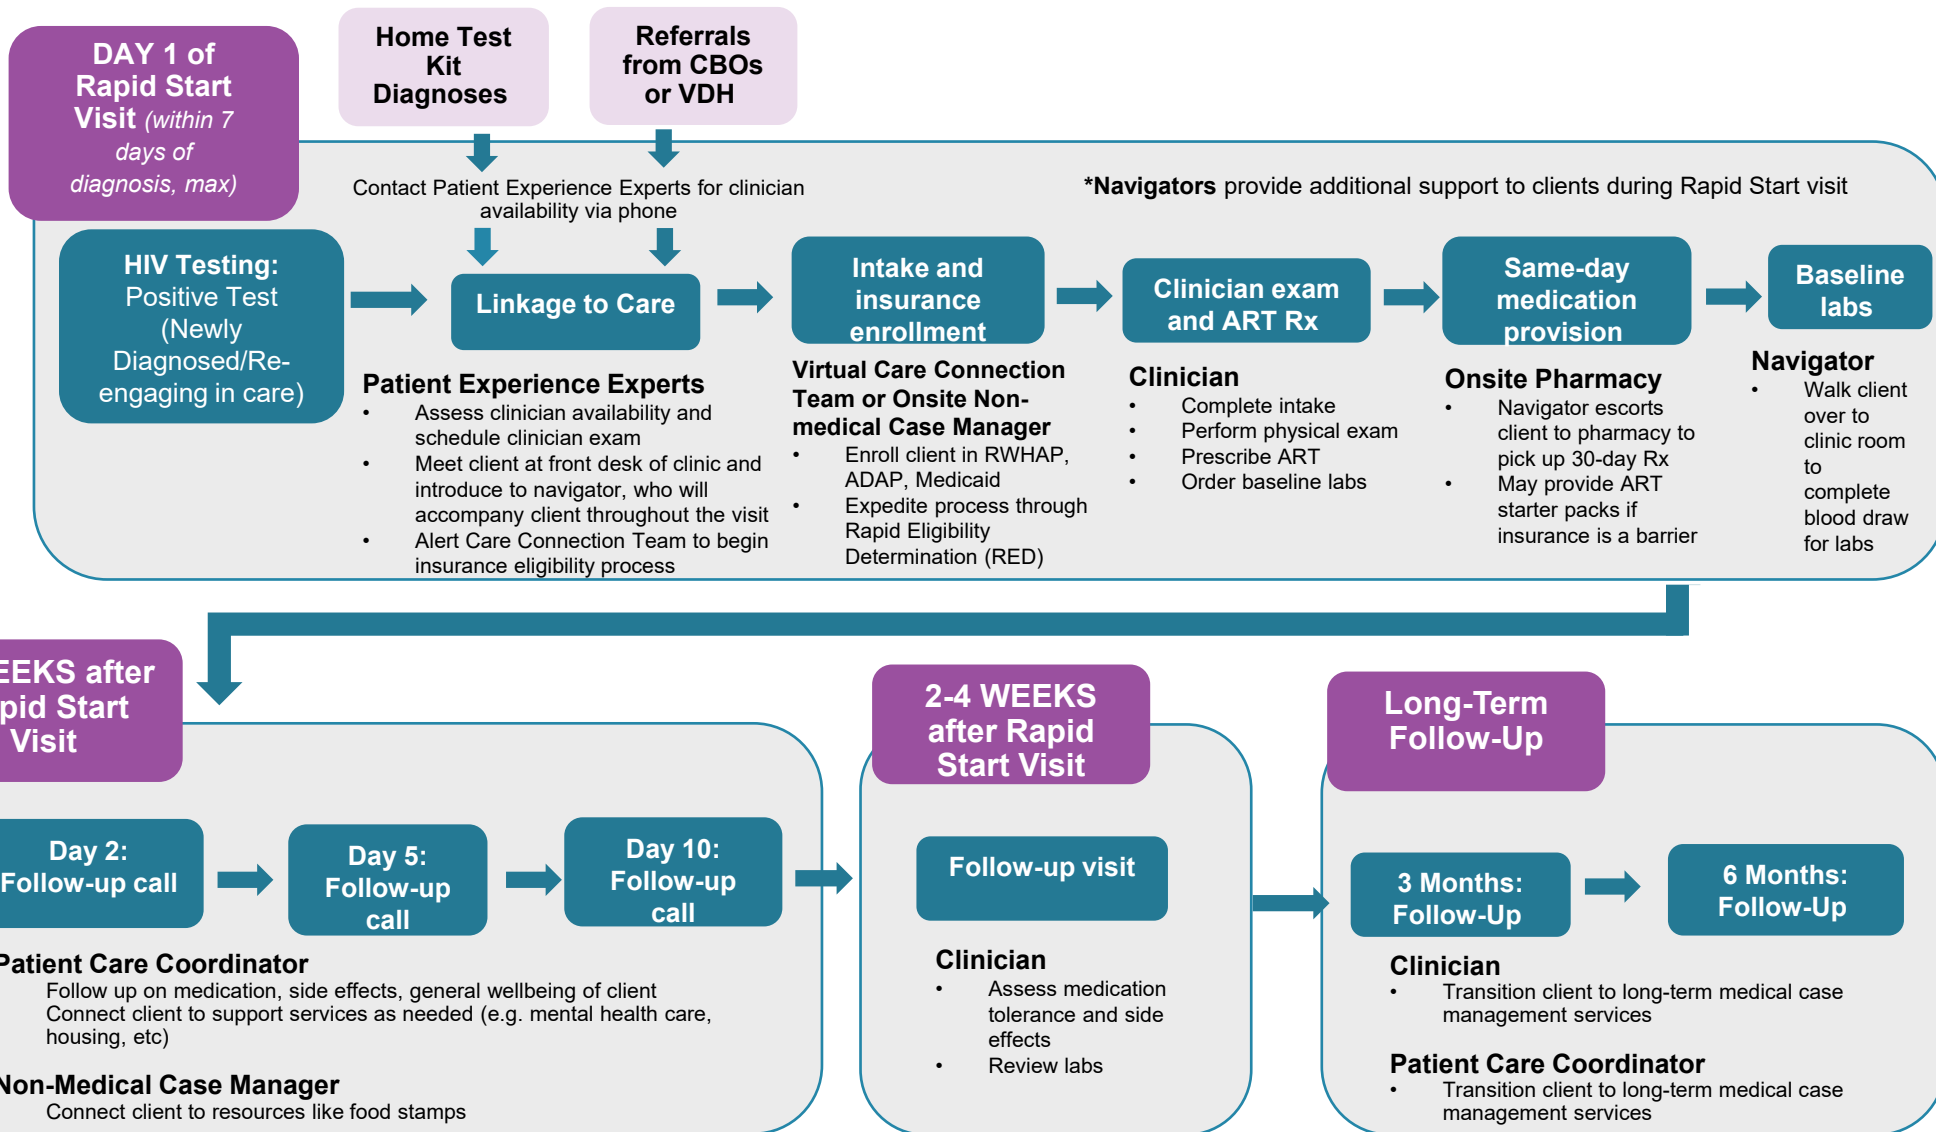 DAY 1 of
Rapid Start
Visit (within 7
days of
diagnosis, max)
Home Test
Kit
Diagnoses
Referrals
from CBOs
or VDH
Contact Patient Experience Experts for clinician
availability via phone
*Navigators provide additional support to clients during Rapid Start visit
HIV Testing:
Positive Test
(Newly
Diagnosed/Re-
engaging in care)
Linkage to Care
Patient Experience Experts
• Assess clinician availability and
schedule clinician exam
• Meet client at front desk of clinic and
introduce to navigator, who will
accompany client throughout the visit
• Alert Care Connection Team to begin
insurance eligibility process
Intake and
insurance
enrollment
Virtual Care Connection
Team or Onsite Non-
medical Case Manager
• Enroll client in RWHAP,
ADAP, Medicaid
• Expedite process through
Rapid Eligibility
Determination (RED)
Clinician exam
and ART Rx
Clinician
• Complete intake
• Perform physical exam
• Prescribe ART
• Order baseline labs
Same-day
medication
provision
Onsite Pharmacy
• Navigator escorts
client to pharmacy to
pick up 30-day Rx
• May provide ART
starter packs if
insurance is a barrier
Baseline
labs
Navigator
• Walk client
over to
clinic room
to
complete
blood draw
for labs
EEKS after
pid Start
Visit
Day 2:
Follow-up call
Day 5:
Follow-up
call
Day 10:
Follow-up
call
Patient Care Coordinator
Follow up on medication, side effects, general wellbeing of client
Connect client to support services as needed (e.g. mental health care,
housing, etc)
Non-Medical Case Manager
Connect client to resources like food stamps
2-4 WEEKS
after Rapid
Start Visit
Follow-up visit
Clinician
• Assess medication
tolerance and side
effects
• Review labs
Long-Term
Follow-Up
3 Months:
Follow-Up
6 Months:
Follow-Up
Clinician
• Transition client to long-term medical case
management services
Patient Care Coordinator
• Transition client to long-term medical case
management services